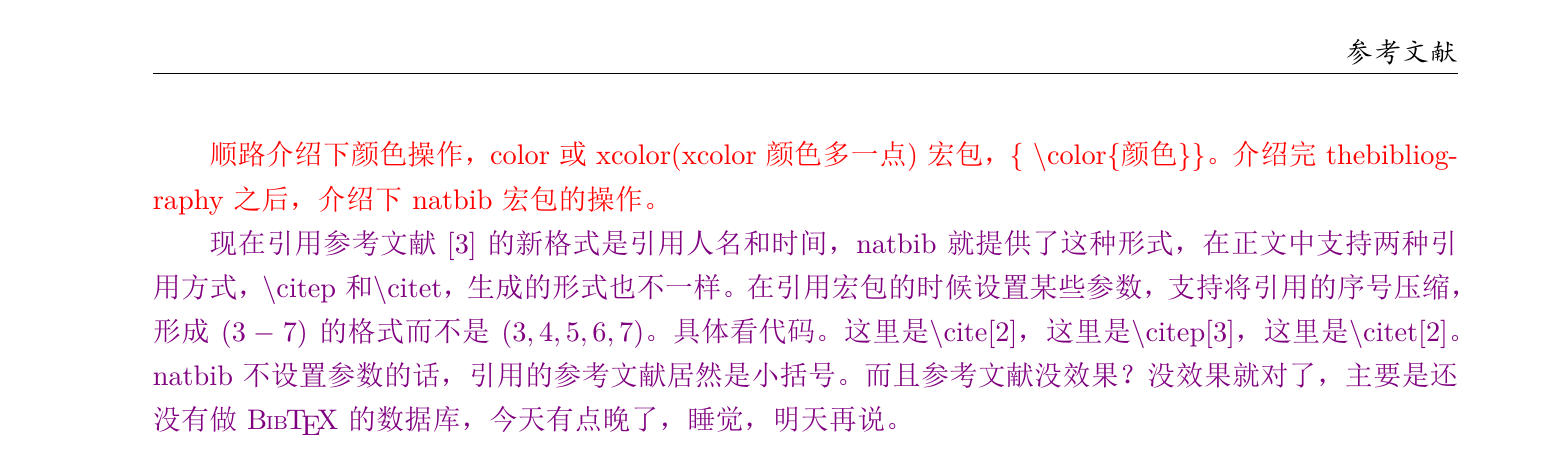 参考文献
顺路介绍下颜色操作，color 或 xcolor(xcolor 颜色多一点) 宏包，{ \color{颜色}}。介绍完 thebibliog-
raphy 之后，介绍下 natbib 宏包的操作。
现在引用参考文献 [3] 的新格式是引用人名和时间，natbib 就提供了这种形式，在正文中支持两种引
用方式，\citep 和\citet，生成的形式也不一样。在引用宏包的时候设置某些参数，支持将引用的序号压缩，
形成 (3 − 7) 的格式而不是 (3, 4, 5, 6, 7)。具体看代码。这里是\cite[2]，这里是\citep[3]，这里是\citet[2]。
natbib 不设置参数的话，引用的参考文献居然是小括号。而且参考文献没效果？没效果就对了，主要是还
没有做 BIBTEX 的数据库，今天有点晚了，睡觉，明天再说。